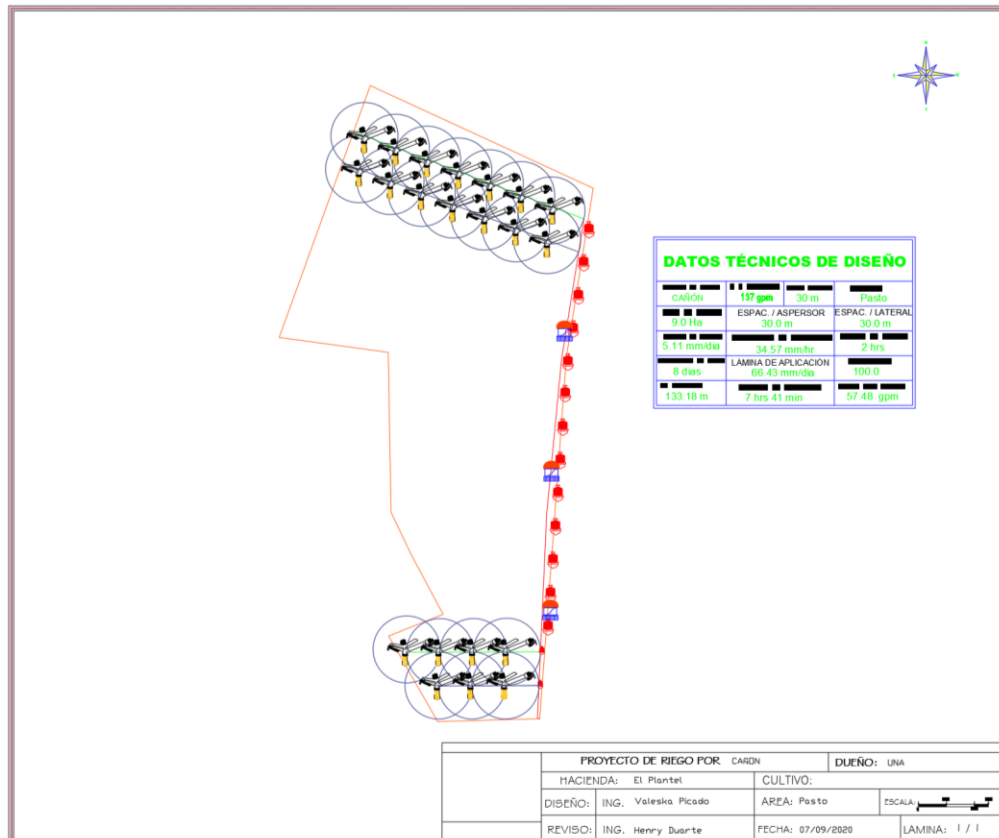 DATOS TÉCNICOS DE DISEÑO
CAÑON 137 gpm 30 m Pasto
ESPAC. / ASPERSOR ESPAC. / LATERAL
9.0 Ha 30.0 m 30.0 m
5.11 mm/dia 34.57 mm/hr 2 hrs
LAMINA DE APLICACIÓN
8 dias 66.43 mm/dia 100.0
133.18 m 7 hrs 41 min 57.48 gpm
PROYECTO DE RIEGO POR CAÑON DUEÑO: UNA
HACIENDA: El Plantel CULTIVO:
DISEÑO: ING. Valeska Picado AREA: Pasto ESCALA:
REVISO: ING. Henry Duarte FECHA: 07/09/2020 LAMINA: 1 / 1